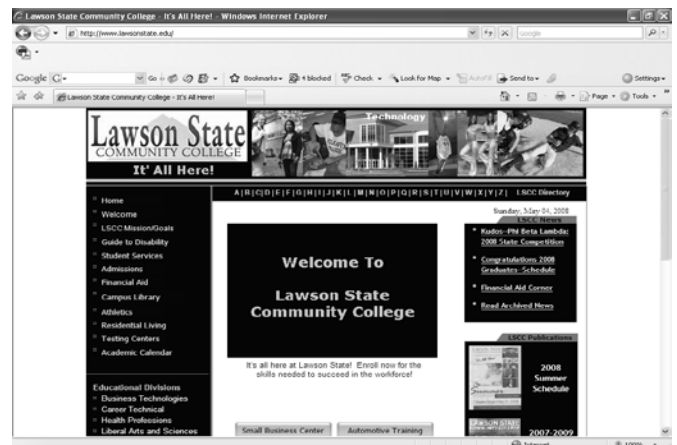 Lawson State Community College - It's All Here! - Windows Internet Explorer
http://www.lawsonstate.edu/
Google
Google G Go Bookmarks 4 blocked Check Look for Map AutoFill Send to Settings
Lawson State Community College - It's All Here! Page Tools
Lawson State
COMMUNITY COLLEGE
It' All Here!
Technology
A|B|C|D|E|F|G|H|I|J|K|L|M|N|O|P|Q|R|S|T|U|V|W|X|Y|Z| LSCC Directory
Home
Welcome
LSCC Mission/Goals
Guide to Disability
Student Services
Admissions
Financial Aid
Campus Library
Athletics
Residential Living
Testing Centers
Academic Calendar
Educational Divisions
Business Technologies
Career Technical
Health Professions
Liberal Arts and Sciences
Welcome To
Lawson State
Community College
It's all here at Lawson State! Enroll now for the
skills needed to succeed in the workforce!
Small Business Center Automotive Training
Sunday, May 04, 2008
LSCC News
Kudos-Phi Beta Lambda:
2008 State Competition
Congratulations 2008
Graduates-Schedule
Financial Aid Corner
Read Archived News
LSCC Publications
2008
Summer
Schedule
2007-2009
Internet 100%